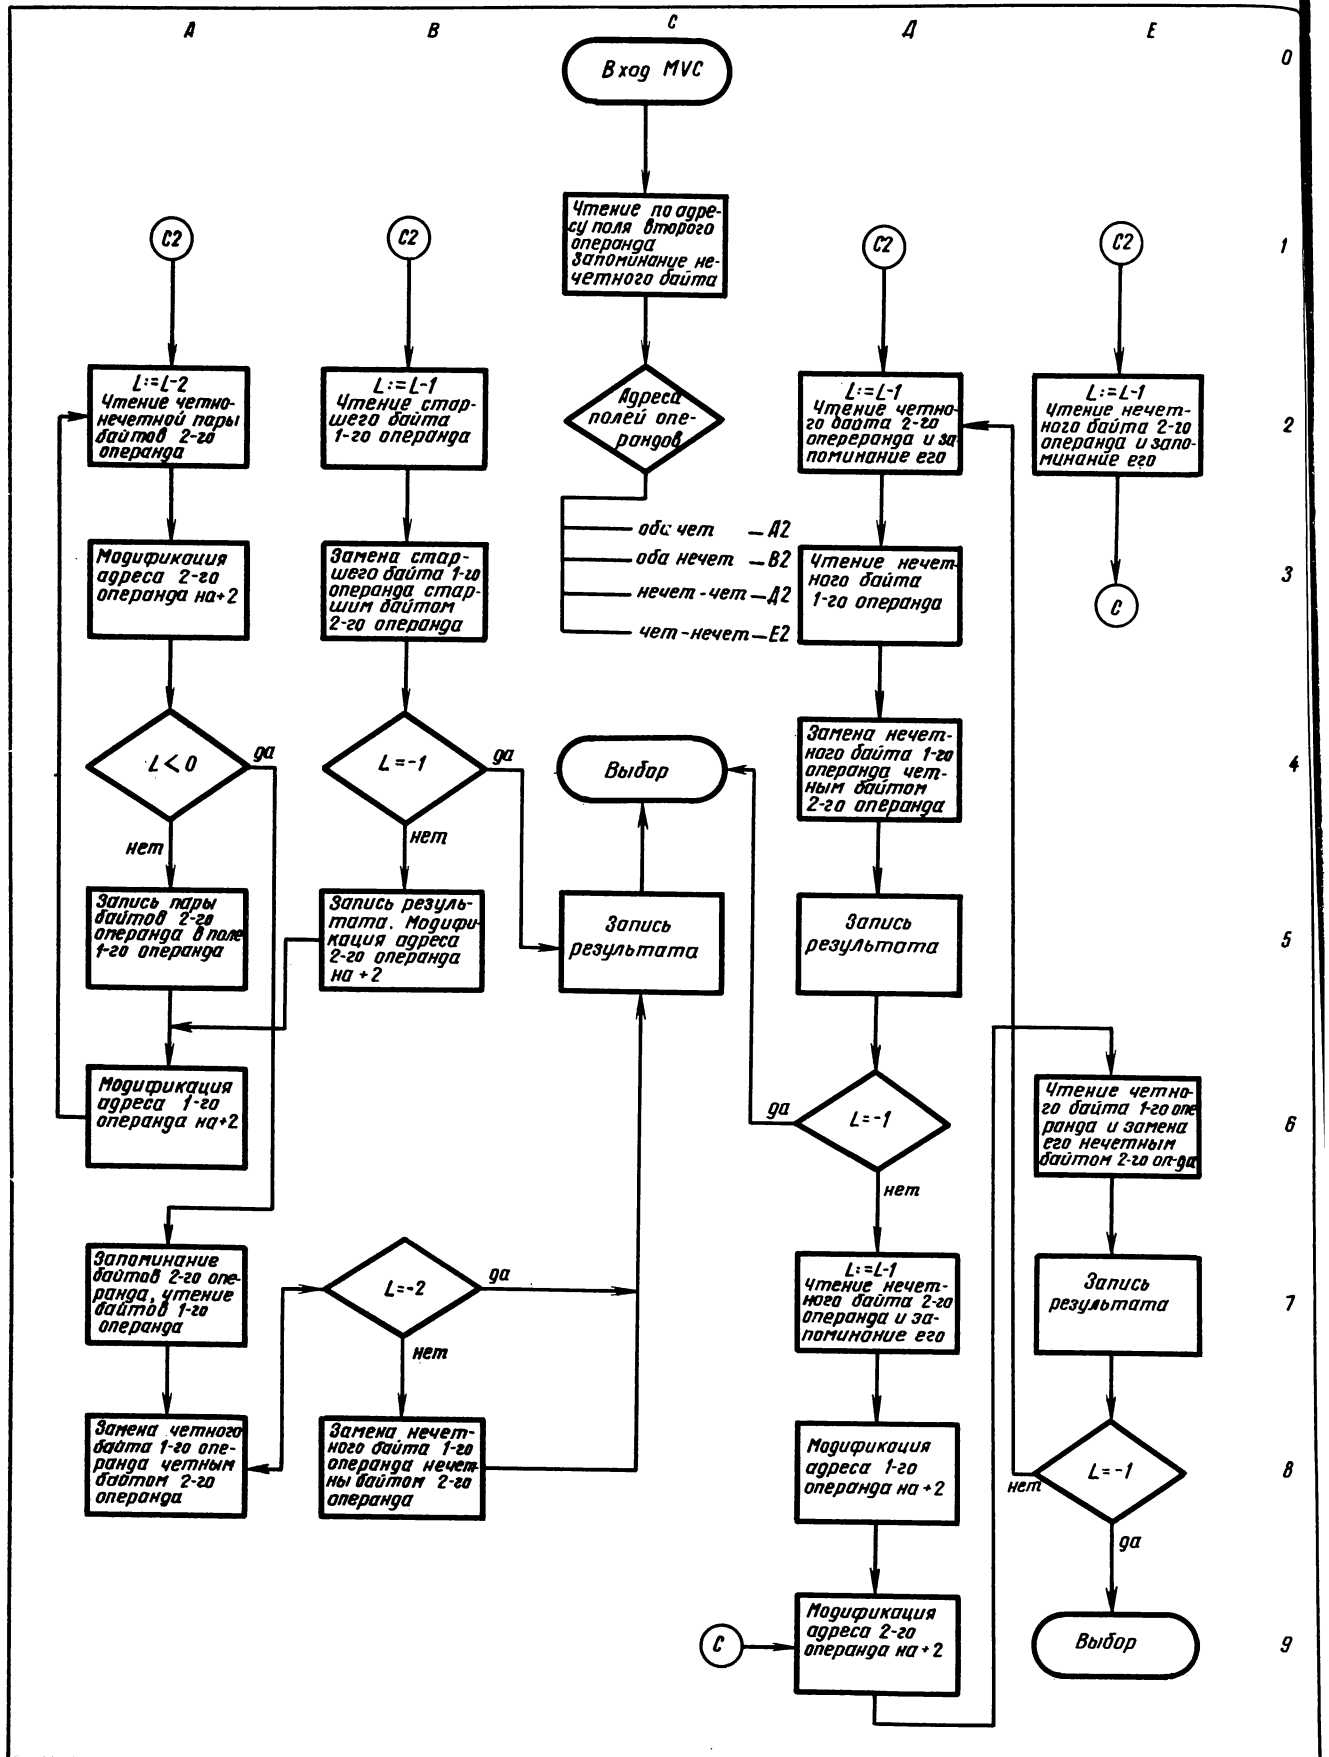 А
В
С
Д
Е
0
Вход MVC
Чтение по адре-
су поля второго
операнда
Запоминание не-
четного байта
1
С2
С2
С2
С2
L:=L-2
Чтение четно-
нечетной пары
байтов 2-го
операнда
L:=L-1
Чтение стар-
шего байта
1-го операнда
Адреса
полей опе-
рандов
L:=L-1
Чтение четно-
го байта 2-го
оперeранда и за-
поминание его
L:=L-1
Чтение нечет-
ного байта 2-го
операнда и запо-
минание его
2
оба чет — А2
оба нечет — В2
нечет-чет — Д2
чет-нечет — Е2
Модификация
адреса 2-го
операнда на+2
Замена стар-
шего байта 1-го
операнда стар-
шим байтом
2-го операнда
Чтение нечет-
ного байта
1-го операнда
С
3
L<0
да
нет
L=-1
да
нет
Выбор
Замена нечет-
ного байта 1-го
операнда чет-
ным байтом
2-го операнда
4
Запись пары
байтов 2-го
операнда в поле
1-го операнда
Запись резуль-
тата. Модифи-
кация адреса
2-го операнда
на +2
Запись
результата
Запись
результата
5
Модификация
адреса 1-го
операнда на+2
да
L=-1
нет
Чтение четно-
го байта 1-го опе
ранда и замена
его нечетным
байтом 2-го оп-да
6
Запоминание
байтов 2-го опе-
ранда, чтение
байтов 1-го
операнда
L=-2
да
нет
L:=L-1
Чтение нечет-
ного байта 2-го
операнда и за-
поминание его
Запись
результата
7
Замена четного
байта 1-го опе-
ранда четным
байтом 2-го
операнда
Замена нечет-
ного байта 1-го
операнда нечет-
ны байтом 2-го
операнда
Модификация
адреса 1-го
операнда на +2
нет
L=-1
да
8
С
Модификация
адреса 2-го
операнда на +2
Выбор
9